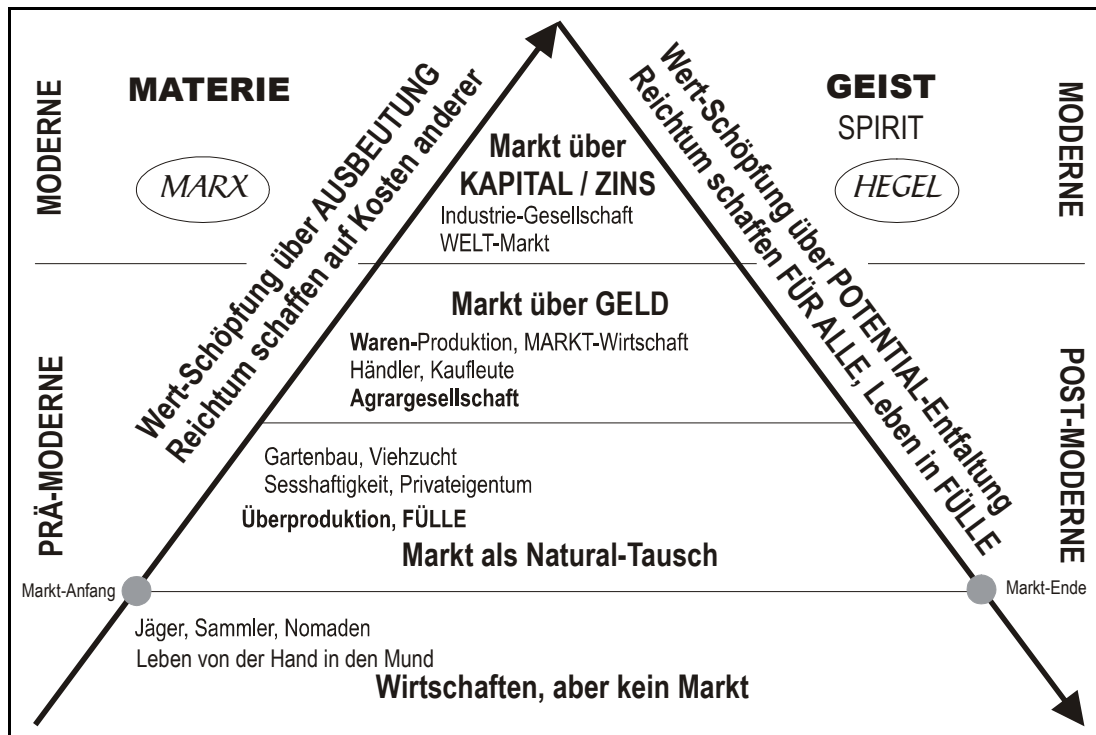 MODERNE
MATERIE
MARX
Wert-Schöpfung über AUSBEUTUNG
Reichtum schaffen auf Kosten anderer
Markt über
KAPITAL / ZINS
Industrie-Gesellschaft
WELT-Markt
Wert-Schöpfung über POTENTIAL-Entfaltung
Reichtum schaffen FÜR ALLE, Leben in FÜLLE
GEIST
SPIRIT
HEGEL
MODERNE
PRÄ-MODERNE
Markt über GELD
Waren-Produktion, MARKT-Wirtschaft
Händler, Kaufleute
Agrargesellschaft
POST-MODERNE
Gartenbau, Viehzucht
Sesshaftigkeit, Privateigentum
Überproduktion, FÜLLE
Markt als Natural-Tausch
Markt-Anfang
Markt-Ende
Jäger, Sammler, Nomaden
Leben von der Hand in den Mund
Wirtschaften, aber kein Markt